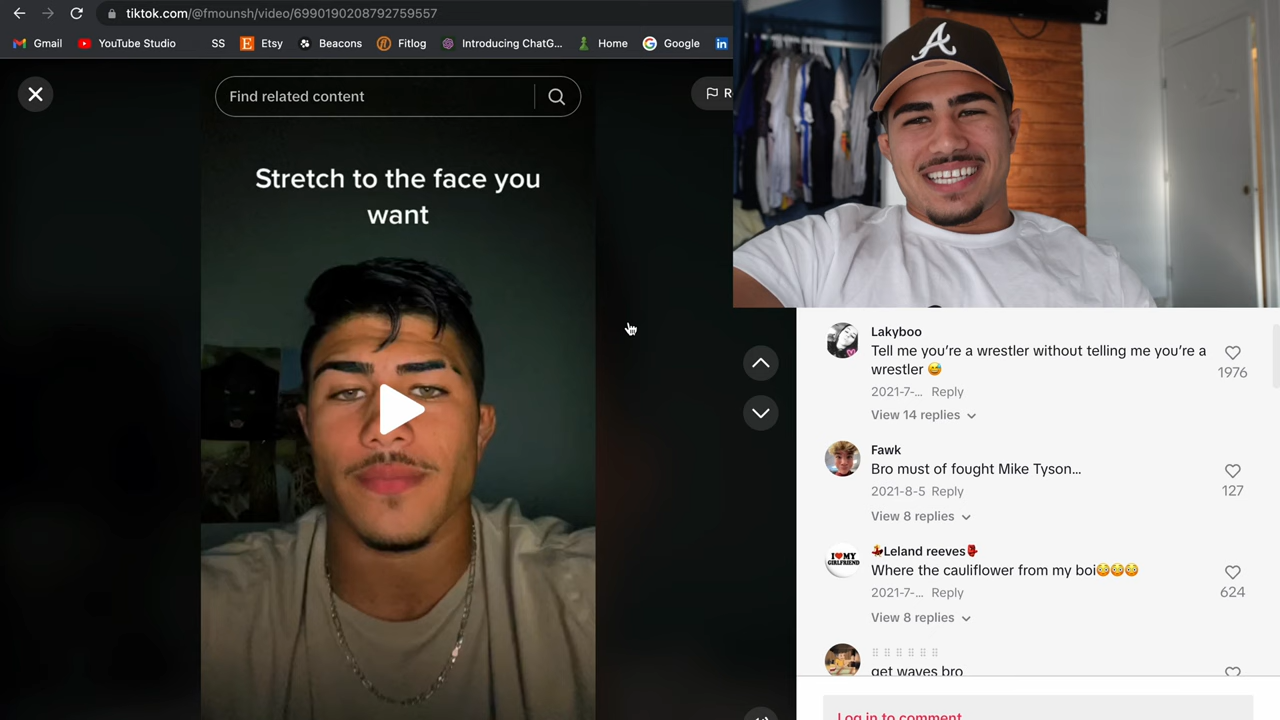 tiktok.com/@fmounsh/video/6990190208792759557
Gmail YouTube Studio SS Etsy Beacons Fitlog Introducing ChatG... Home Google
Find related content
R
Stretch to the face you
want
Lakyboo
Tell me you’re a wrestler without telling me you’re a
wrestler 😅
1976
2021-7-... Reply
View 14 replies
Fawk
Bro must of fought Mike Tyson...
127
2021-8-5 Reply
View 8 replies
💃Leland reeves💃
I ❤ MY
GIRLFRIEND
Where the cauliflower from my boi😳😳😳
624
2021-7-... Reply
View 8 replies
get waves bro
Log in to comment